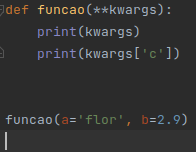 def funcao(**kwargs):
    print(kwargs)
    print(kwargs['c'])
funcao(a='flor', b=2.9)